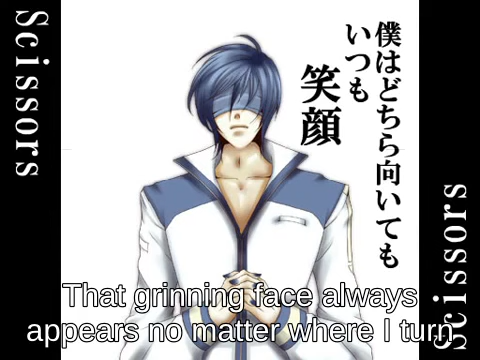 Scissors
僕はどちら向いても
いつも
笑顔
Scissors
That grinning face always
appears no matter where I turn